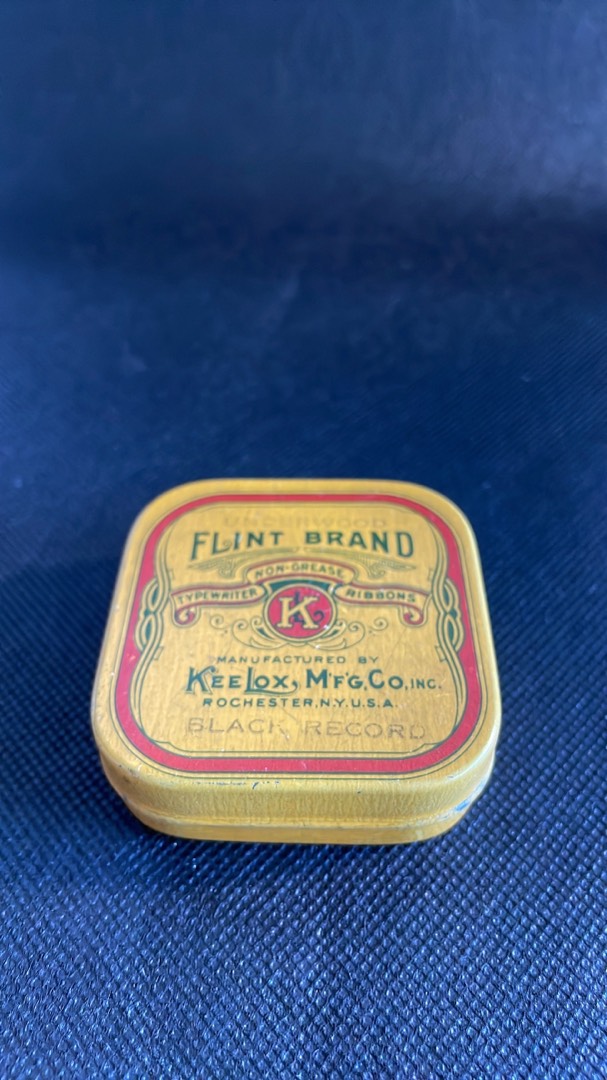 UNDERWOOD
FLINT BRAND
NON-GREASE
TYPEWRITER RIBBONS
K
MANUFACTURED BY
KEELOX, M'F'G, CO, INC.
ROCHESTER, N.Y. U.S.A.
BLACK RECORD